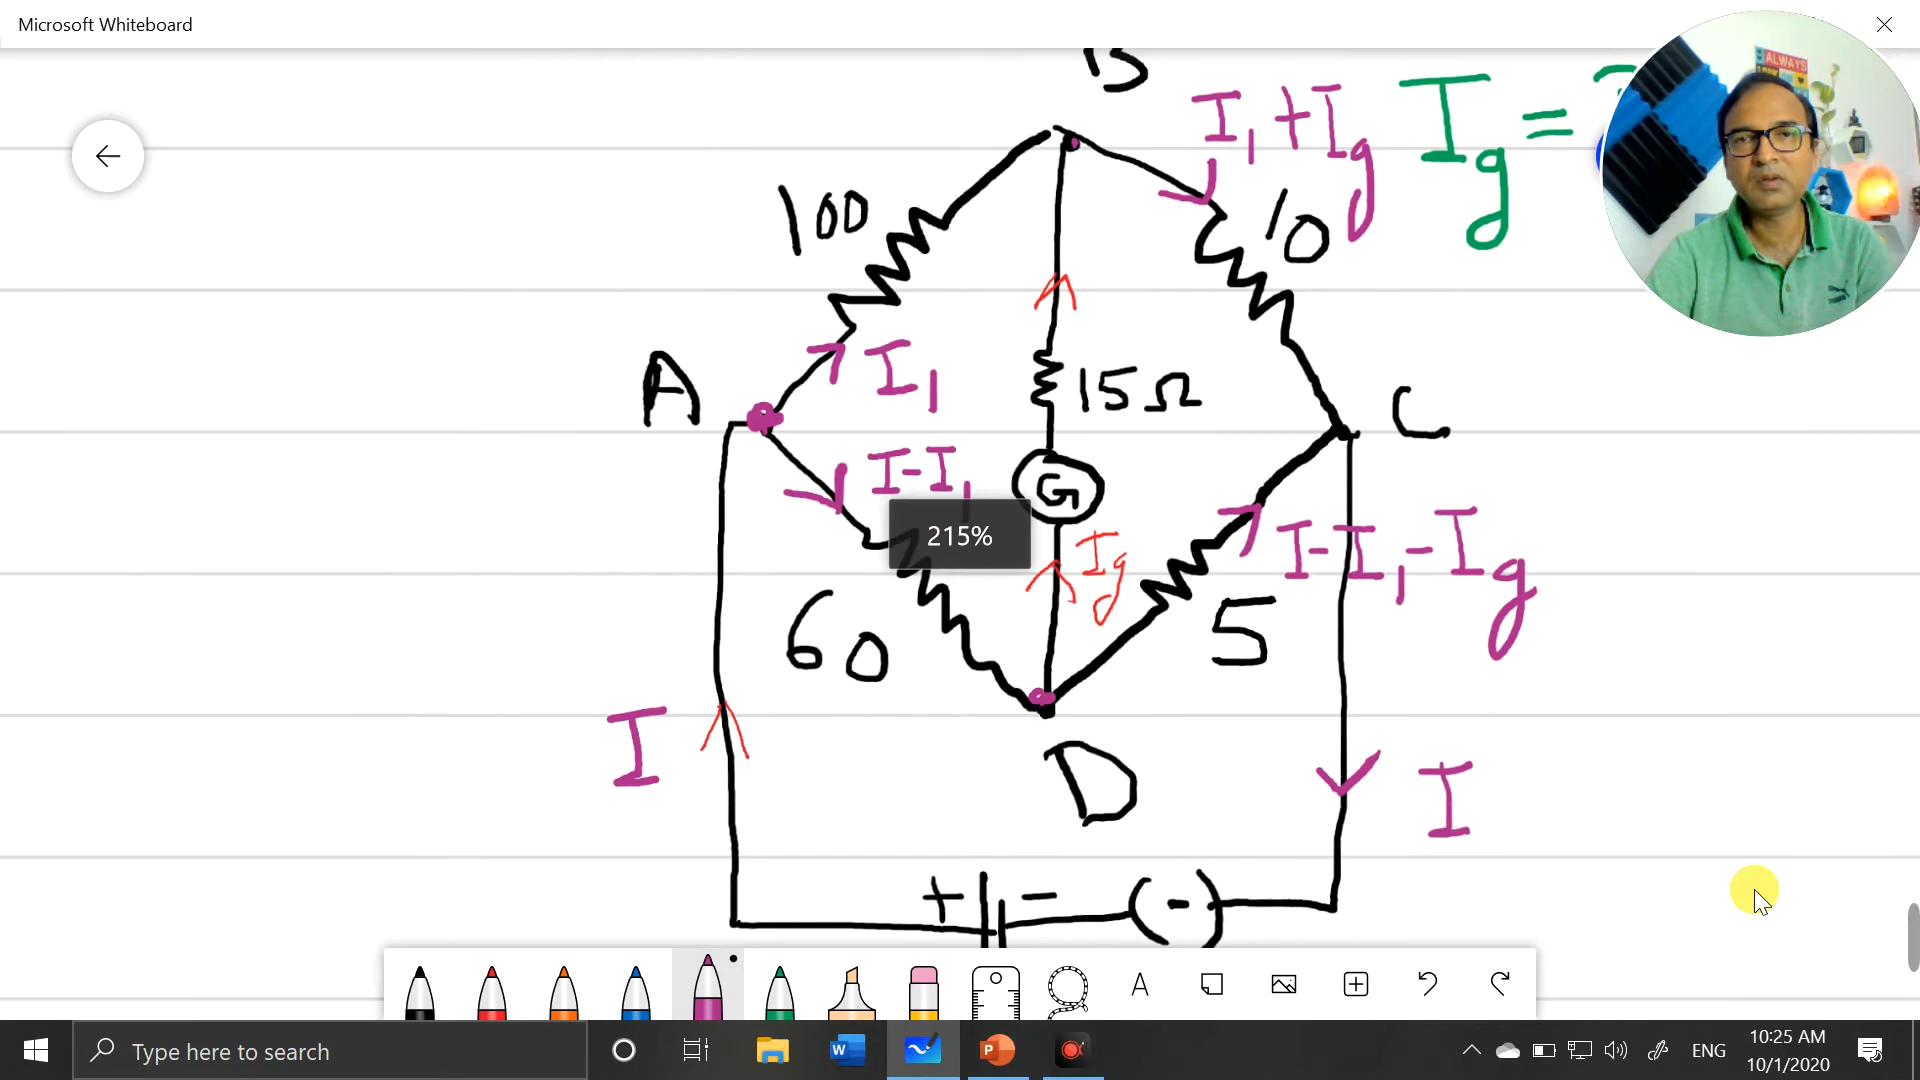 Microsoft Whiteboard
B
ALWAYS
I₁+Ig
Ig = ?
100
10
I₁
15Ω
A
C
I-I₁
G
215%
Ig
I-I₁-Ig
60
5
I
D
I
+ - (-)
A
W
P
Type here to search
ENG
10:25 AM
10/1/2020